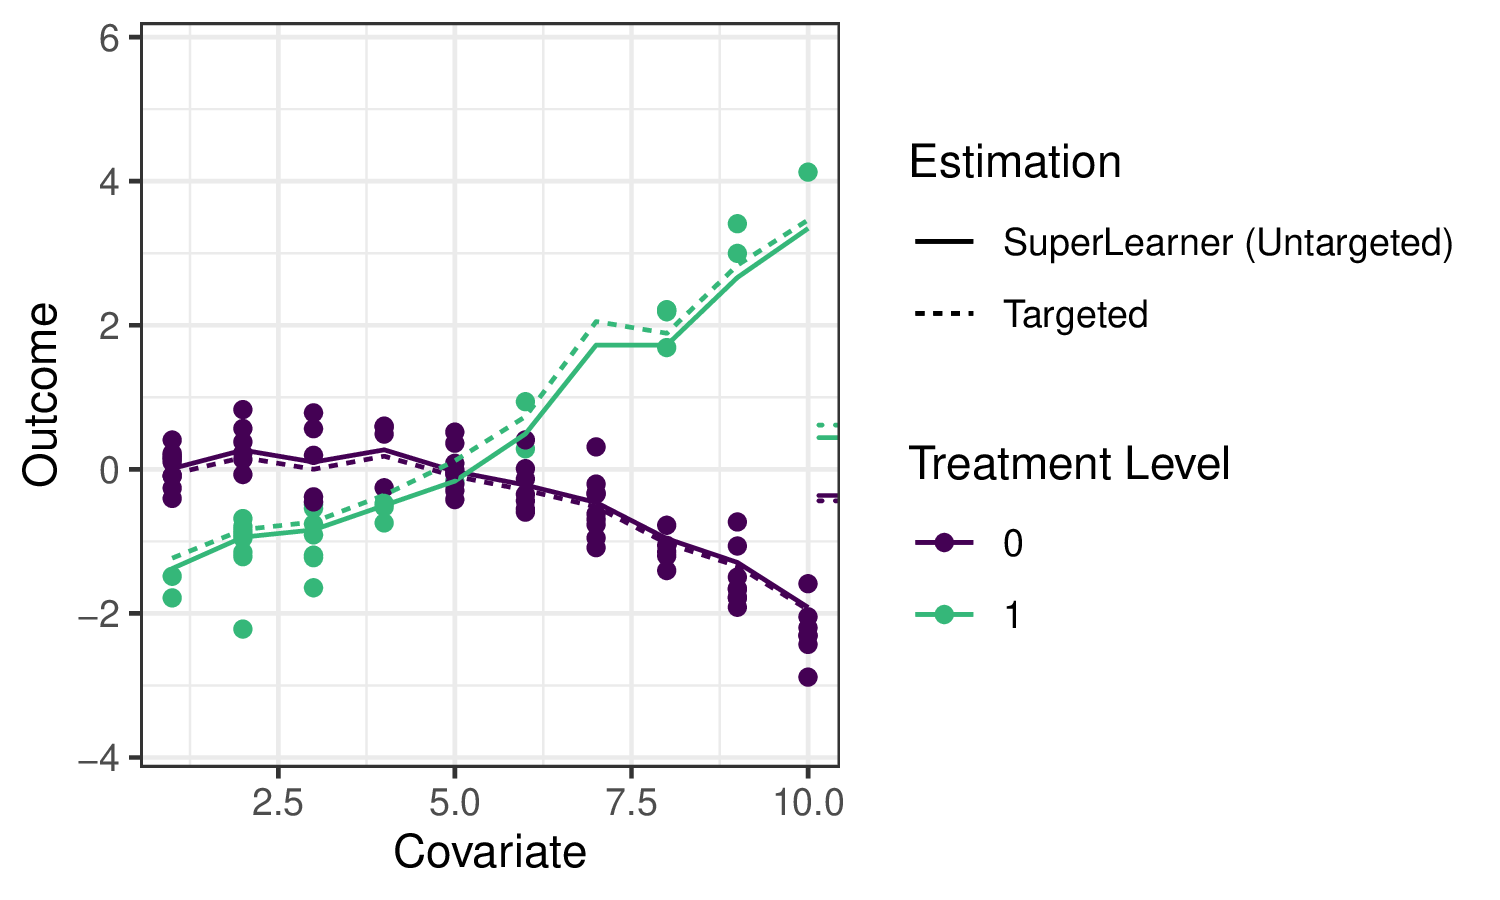 6
4
2
0
−2
−4
2.5 5.0 7.5 10.0
Covariate
Outcome
Estimation
SuperLearner (Untargeted)
Targeted
Treatment Level
0
1